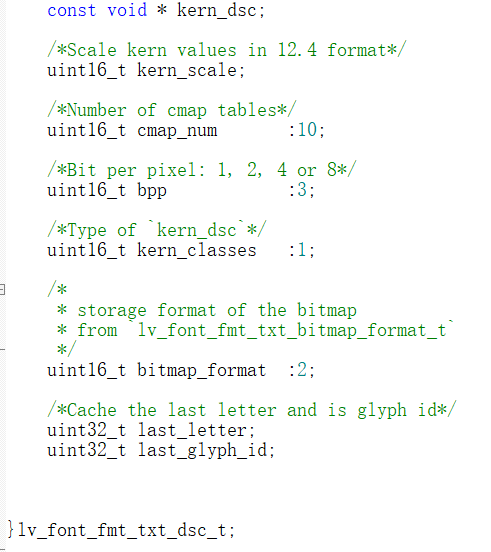 const void * kern_dsc;
/*Scale kern values in 12.4 format*/
uint16_t kern_scale;
/*Number of cmap tables*/
uint16_t cmap_num :10;
/*Bit per pixel: 1, 2, 4 or 8*/
uint16_t bpp :3;
/*Type of `kern_dsc`*/
uint16_t kern_classes :1;
/*
* storage format of the bitmap
* from `lv_font_fmt_txt_bitmap_format_t`
*/
uint16_t bitmap_format :2;
/*Cache the last letter and is glyph id*/
uint32_t last_letter;
uint32_t last_glyph_id;
}lv_font_fmt_txt_dsc_t;